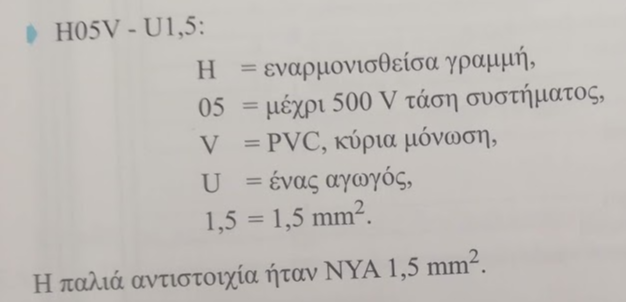 H05V - U1,5:
H = εναρμονισθείσα γραμμή,
05 = μέχρι 500 V τάση συστήματος,
V = PVC, κύρια μόνωση,
U = ένας αγωγός,
1,5 = 1,5 mm².
Η παλιά αντιστοιχία ήταν NYA 1,5 mm².